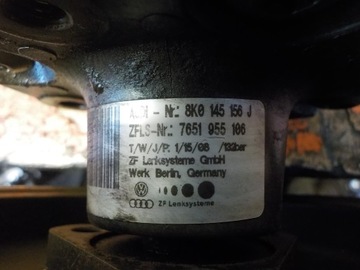 AUDI - Nr.: 8K0 145 156 J
ZFLS-Nr.: 7651 955 106
T/W/J/P: 1/15/08 /132bar
ZF Lenksysteme GmbH
Werk Berlin, Germany
ZF Lenksysteme